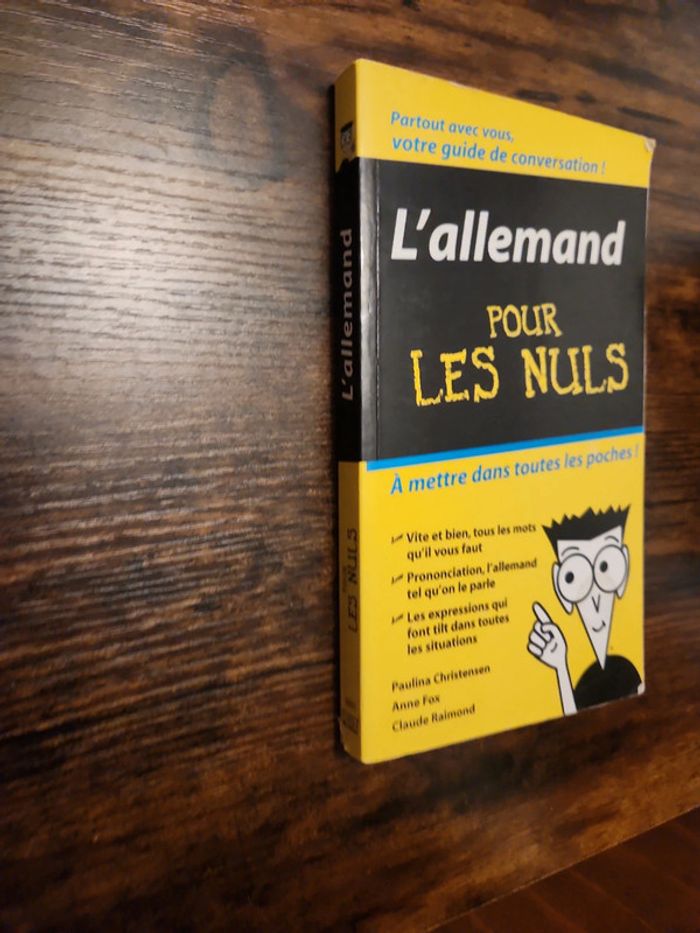 Partout avec vous,
votre guide de conversation !
L'allemand
POUR
LES NULS
À mettre dans toutes les poches !
Vite et bien, tous les mots
qu'il vous faut
Prononciation, l'allemand
tel qu'on le parle
Les expressions qui
font tilt dans toutes
les situations
Paulina Christensen
Anne Fox
Claude Raimond
L'allemand
LES NULS